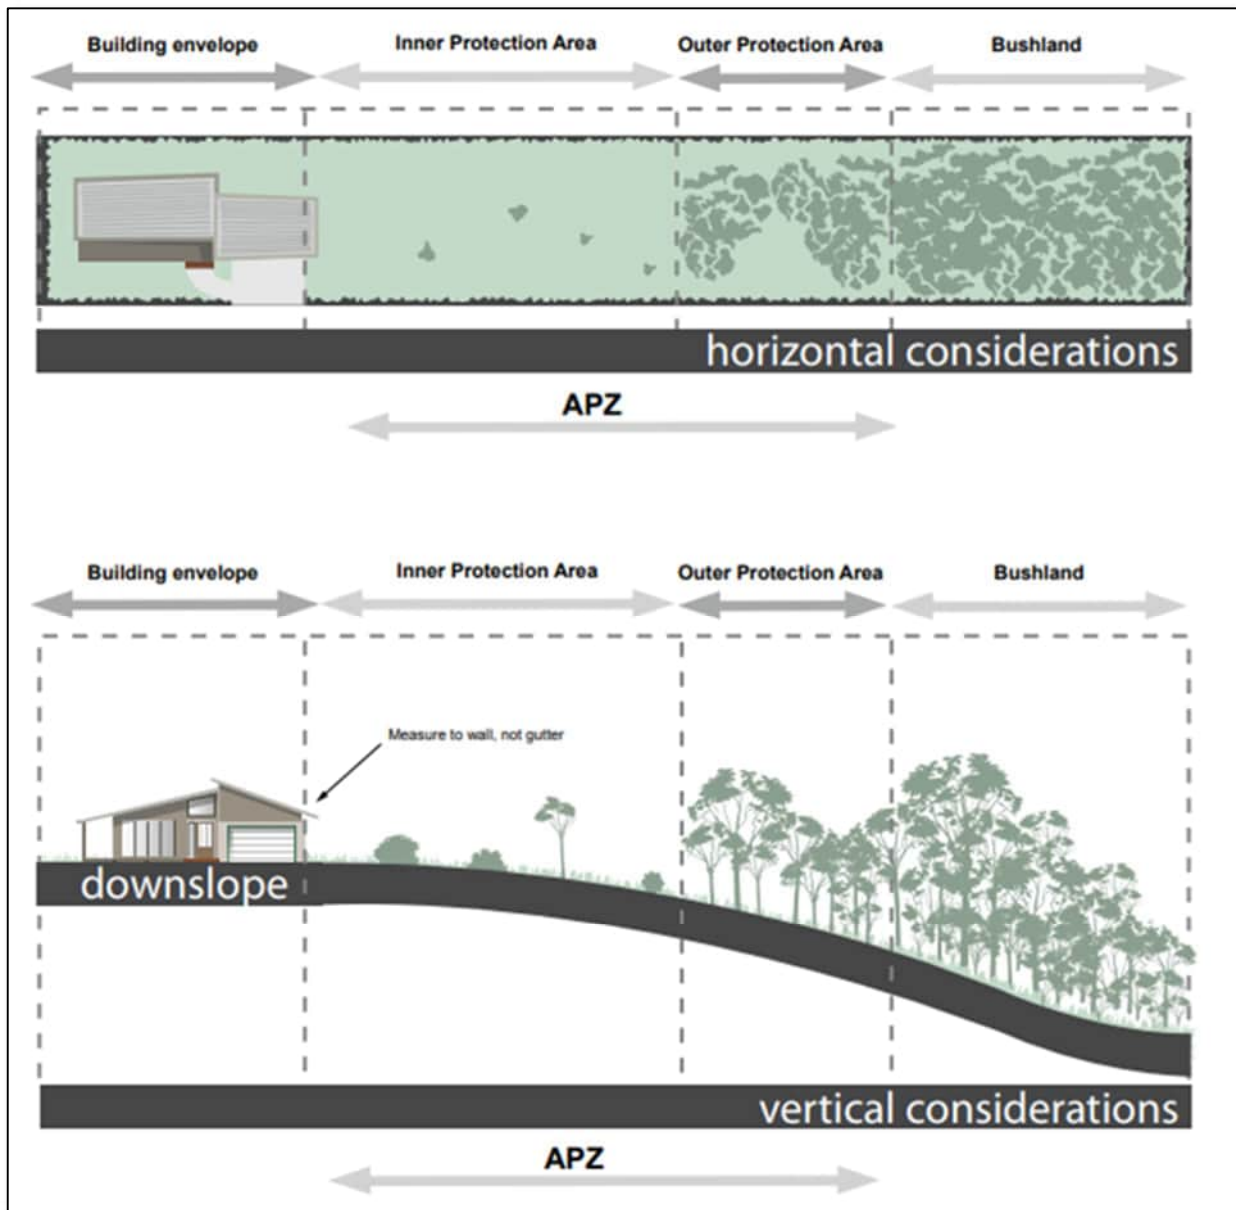 Building envelope
Inner Protection Area
Outer Protection Area
Bushland
horizontal considerations
APZ
Building envelope
Inner Protection Area
Outer Protection Area
Bushland
Measure to wall, not gutter
downslope
vertical considerations
APZ